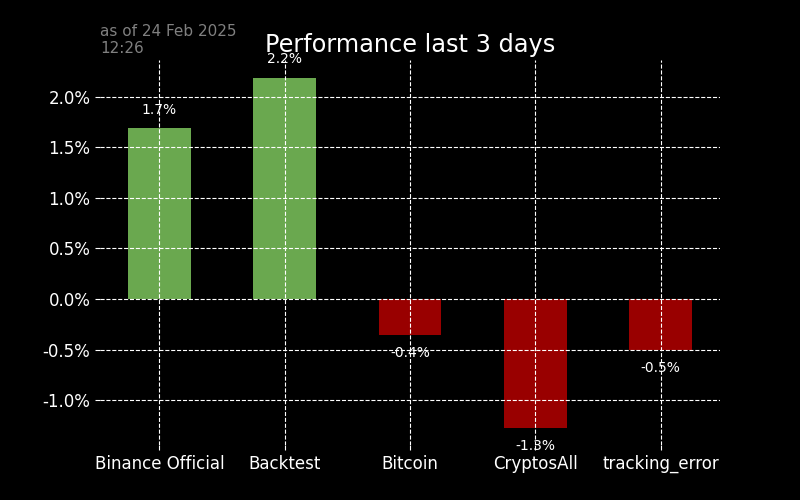 as of 24 Feb 2025
12:26
Performance last 3 days
2.2%
1.7%
2.0%
1.5%
1.0%
0.5%
0.0%
-0.5%
-1.0%
-0.4%
-0.5%
-1.3%
Binance Official
Backtest
Bitcoin
CryptosAll
tracking_error